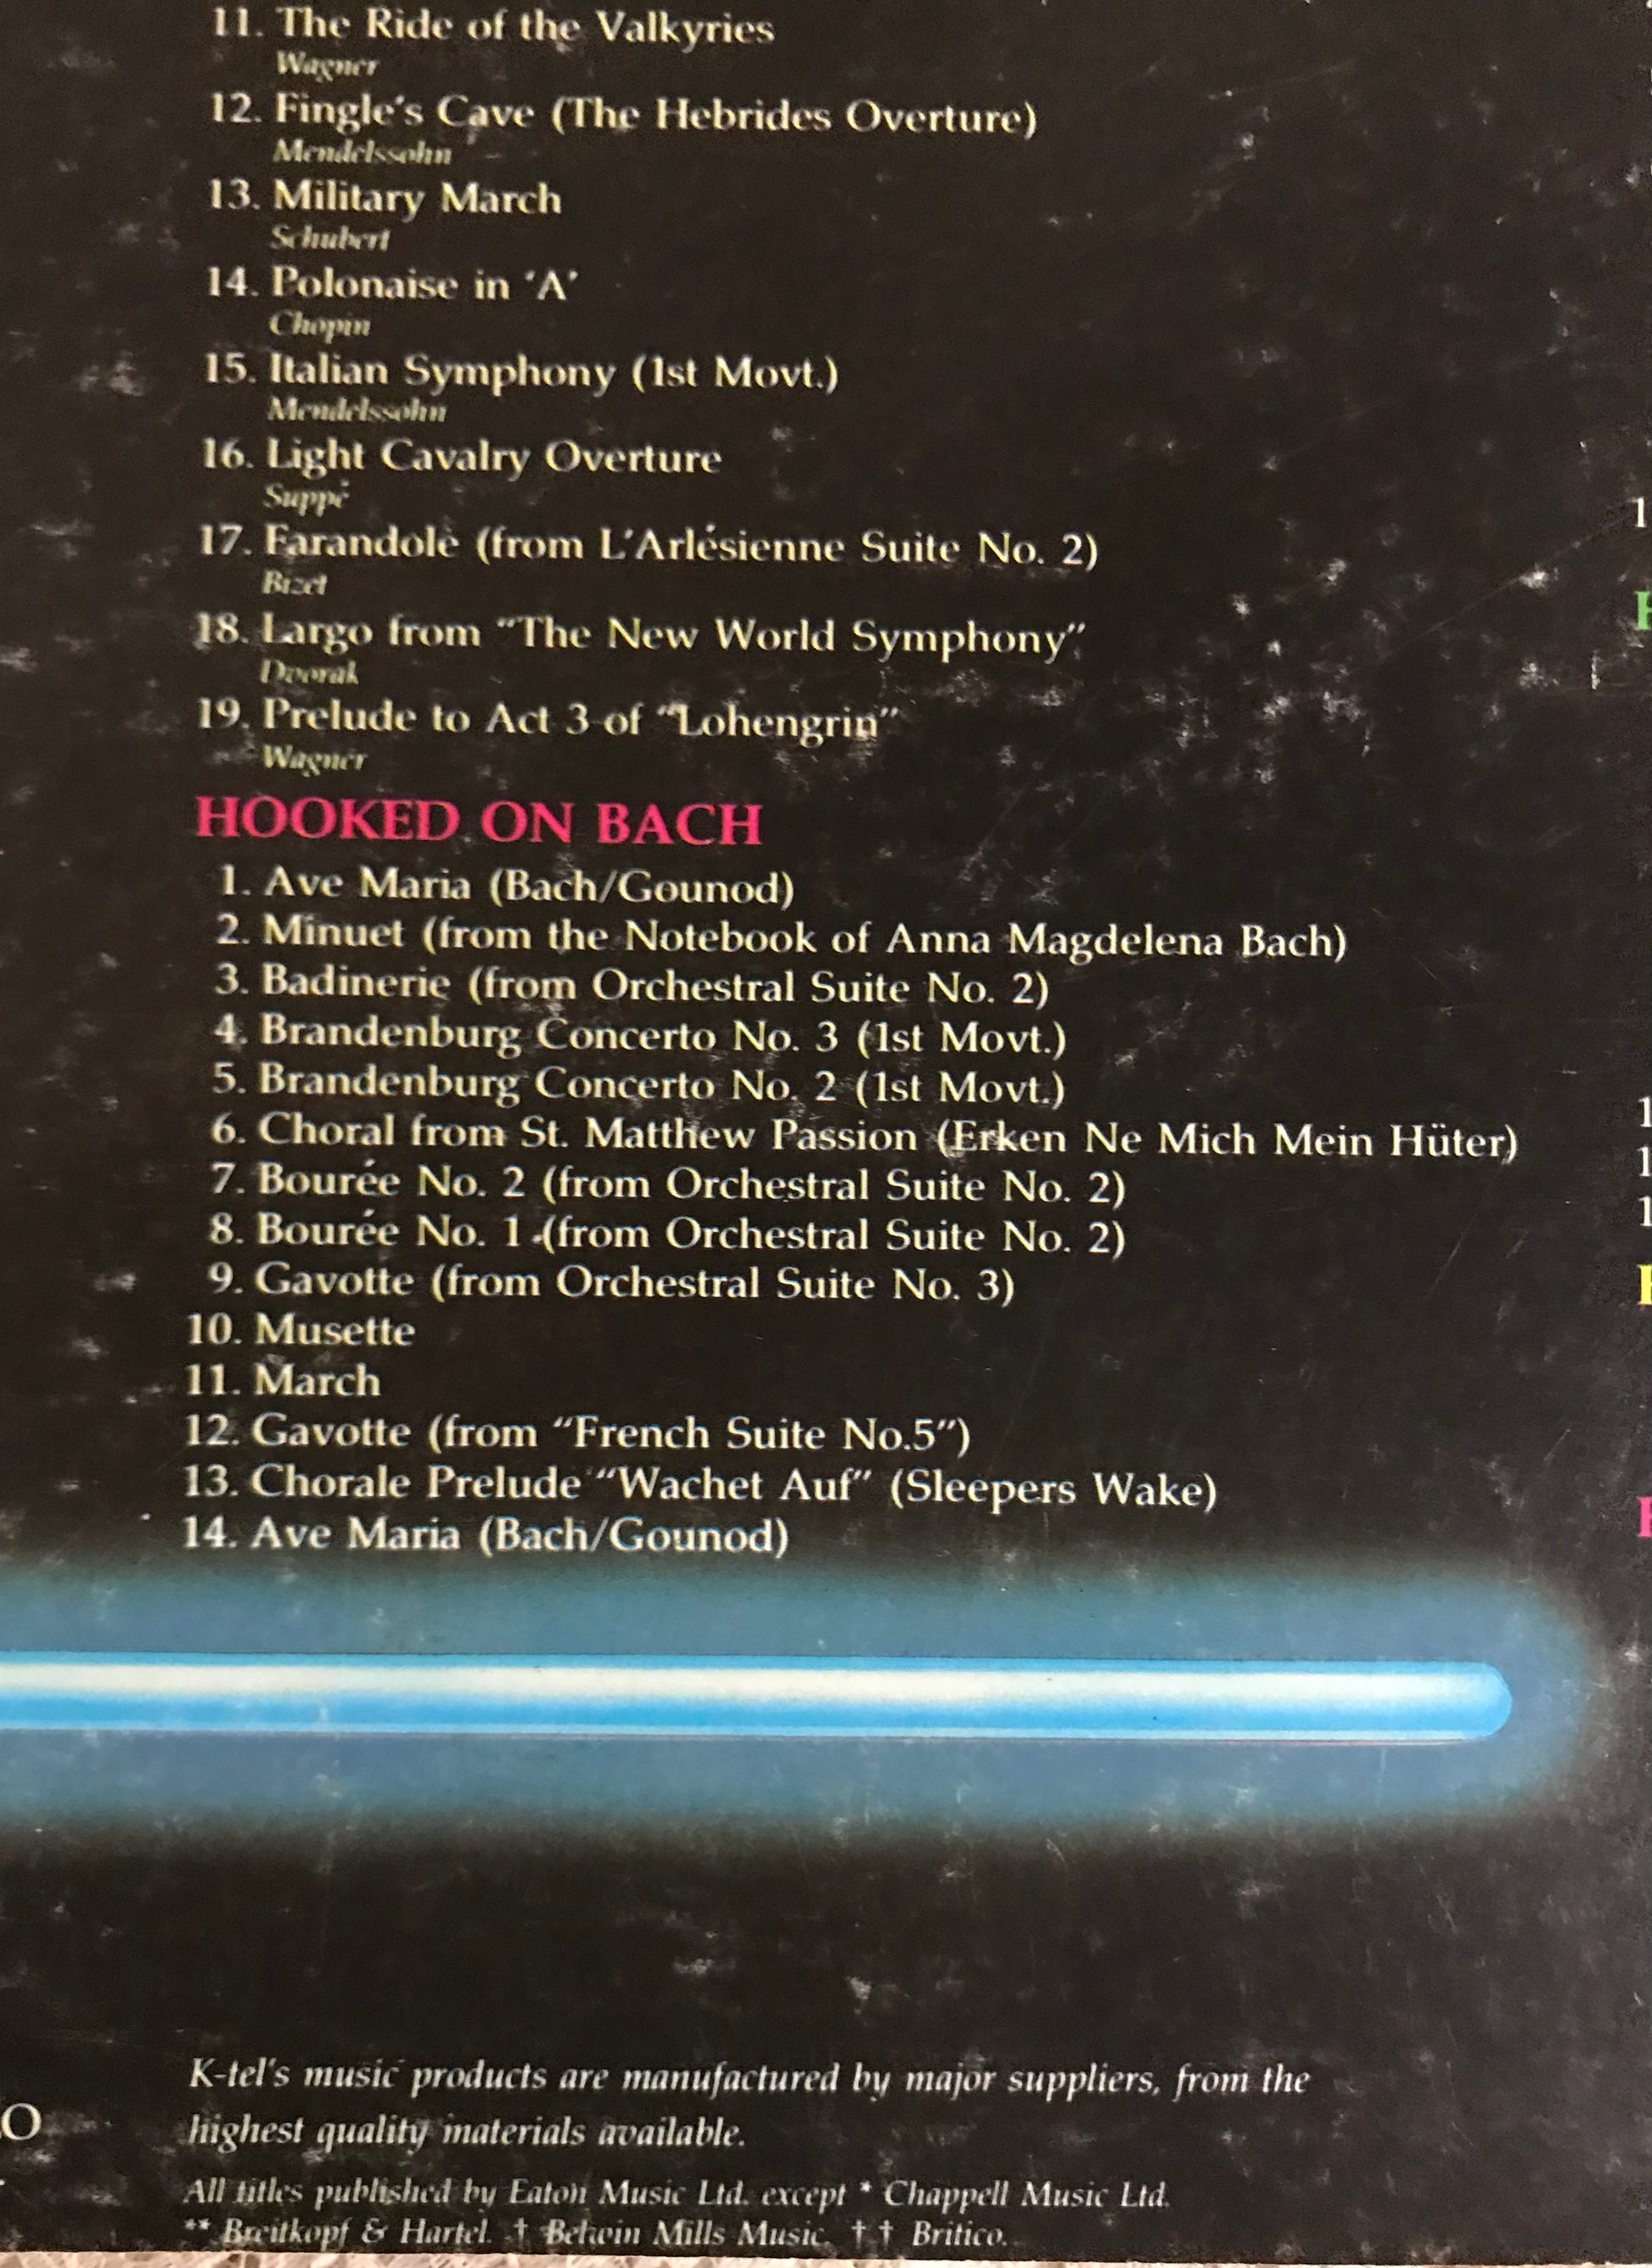 11. The Ride of the Valkyries
Wagner
12. Fingle's Cave (The Hebrides Overture)
Mendelssohn
13. Military March
Schubert
14. Polonaise in 'A'
Chopin
15. Italian Symphony (1st Movt.)
Mendelssohn
16. Light Cavalry Overture
Suppé
17. Farandole (from L'Arlésienne Suite No. 2)
Bizet
18. Largo from "The New World Symphony"
Dvorak
19. Prelude to Act 3 of "Lohengrin"
Wagner
HOOKED ON BACH
1. Ave Maria (Bach/Gounod)
2. Minuet (from the Notebook of Anna Magdelena Bach)
3. Badinerie (from Orchestral Suite No. 2)
4. Brandenburg Concerto No. 3 (1st Movt.)
5. Brandenburg Concerto No. 2 (1st Movt.)
6. Choral from St. Matthew Passion (Erken Ne Mich Mein Hüter)
7. Bourée No. 2 (from Orchestral Suite No. 2)
8. Bourée No. 1 (from Orchestral Suite No. 2)
9. Gavotte (from Orchestral Suite No. 3)
10. Musette
11. March
12. Gavotte (from "French Suite No.5")
13. Chorale Prelude "Wachet Auf" (Sleepers Wake)
14. Ave Maria (Bach/Gounod)
K-tel's music products are manufactured by major suppliers, from the
highest quality materials available.
All titles published by Eaton Music Ltd. except * Chappell Music Ltd.
** Breitkopf & Hartel. † Belwin Mills Music. † † Britico.